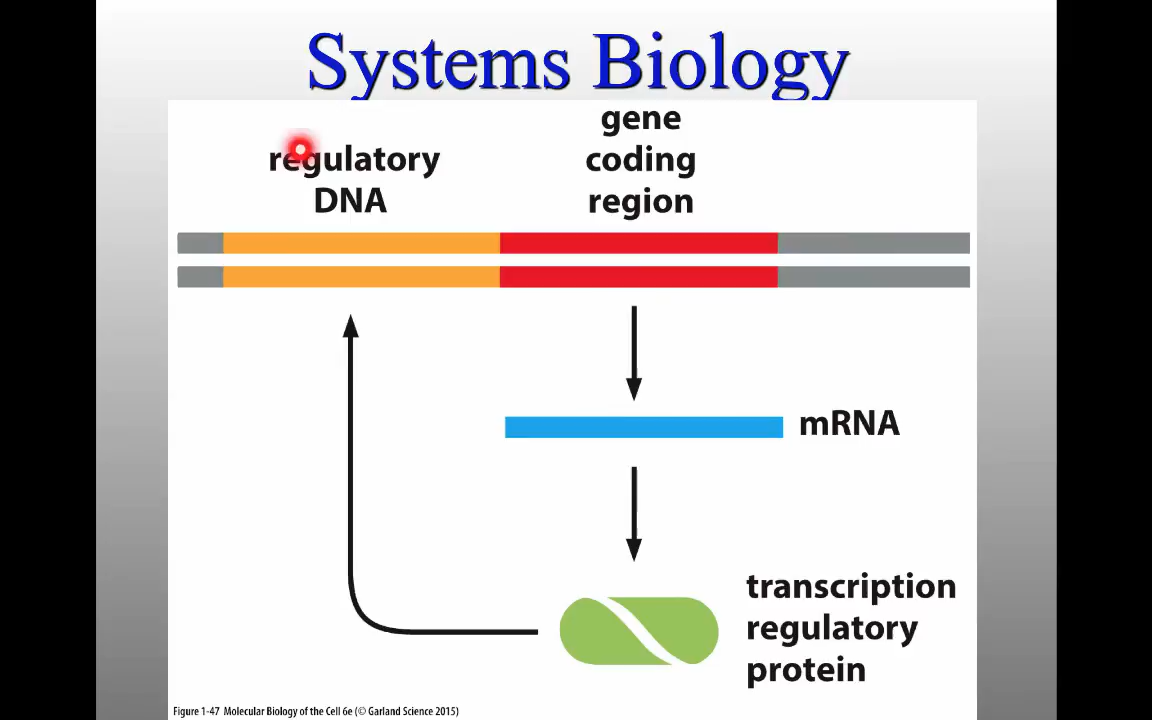 Systems Biology
regulatory
DNA
gene
coding
region
mRNA
transcription
regulatory
protein
Figure 1-47 Molecular Biology of the Cell 6e (© Garland Science 2015)